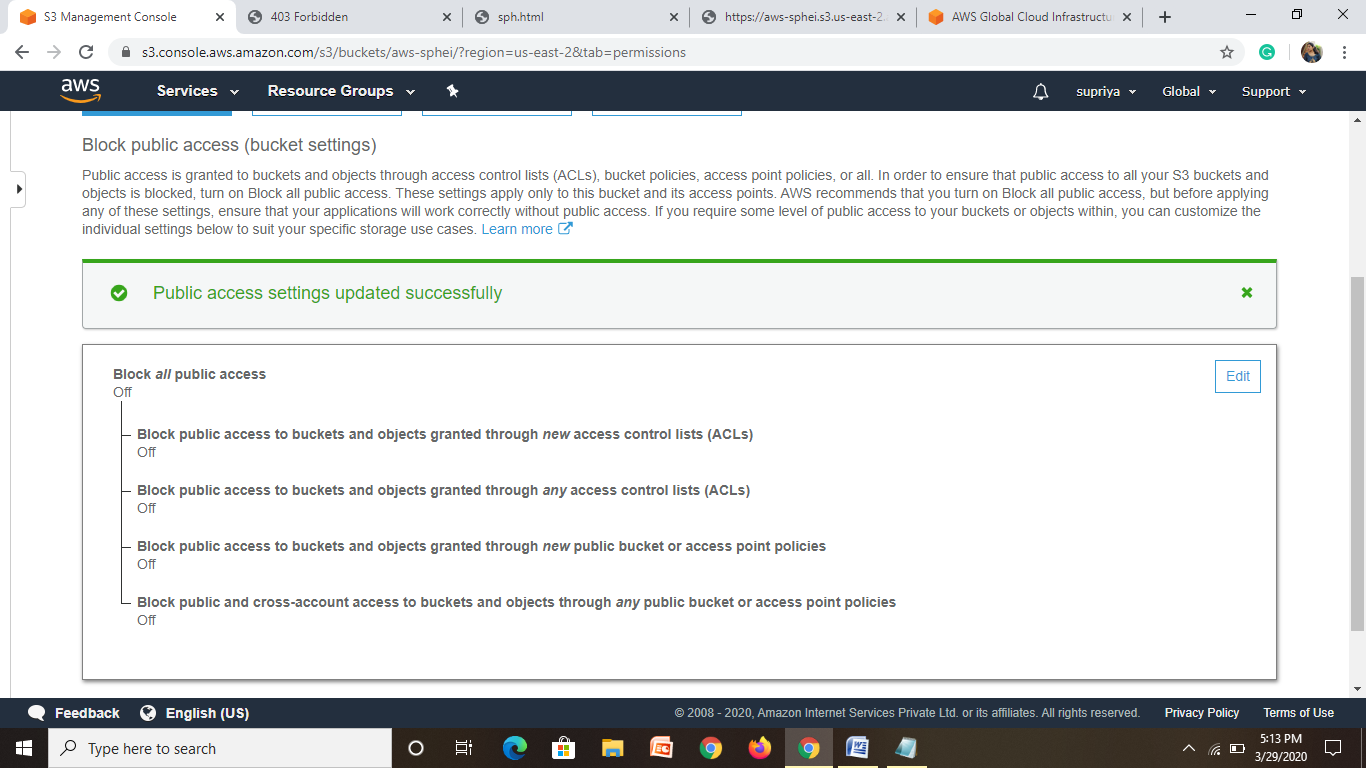 S3 Management Console
403 Forbidden
sph.html
https://aws-sphei.s3.us-east-2.
AWS Global Cloud Infrastructu
s3.console.aws.amazon.com/s3/buckets/aws-sphei/?region=us-east-2&tab=permissions
aws
Services
Resource Groups
supriya
Global
Support
Block public access (bucket settings)
Public access is granted to buckets and objects through access control lists (ACLs), bucket policies, access point policies, or all. In order to ensure that public access to all your S3 buckets and
objects is blocked, turn on Block all public access. These settings apply only to this bucket and its access points. AWS recommends that you turn on Block all public access, but before applying
any of these settings, ensure that your applications will work correctly without public access. If you require some level of public access to your buckets or objects within, you can customize the
individual settings below to suit your specific storage use cases. Learn more
Public access settings updated successfully
Block all public access
Off
Edit
Block public access to buckets and objects granted through new access control lists (ACLs)
Off
Block public access to buckets and objects granted through any access control lists (ACLs)
Off
Block public access to buckets and objects granted through new public bucket or access point policies
Off
Block public and cross-account access to buckets and objects through any public bucket or access point policies
Off
Feedback
English (US)
© 2008 - 2020, Amazon Internet Services Private Ltd. or its affiliates. All rights reserved.
Privacy Policy
Terms of Use
Type here to search
5:13 PM
3/29/2020